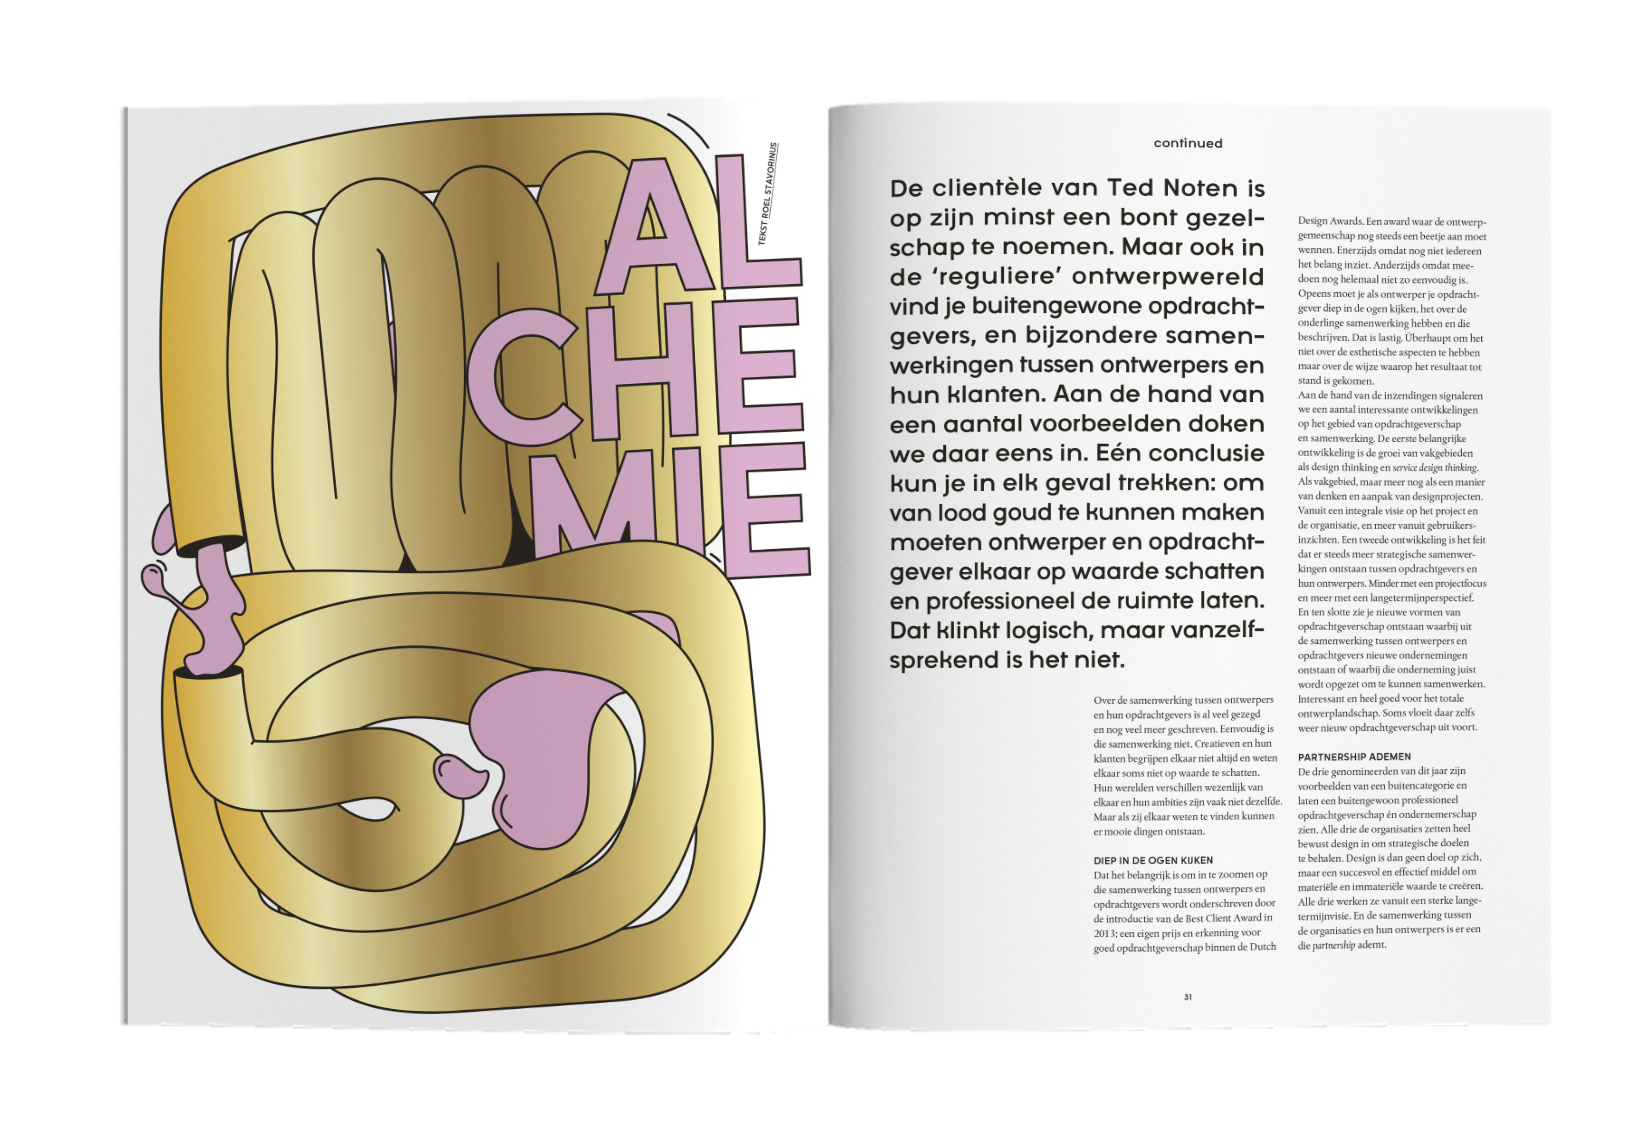 AL
CHE
MIE
TEKST ROEL STAVORINUS
continued
De clientèle van Ted Noten is
op zijn minst een bont gezel-
schap te noemen. Maar ook in
de ‘reguliere’ ontwerpwereld
vind je buitengewone opdracht-
gevers, en bijzondere samen-
werkingen tussen ontwerpers en
hun klanten. Aan de hand van
een aantal voorbeelden doken
we daar eens in. Eén conclusie
kun je in elk geval trekken: om
van lood goud te kunnen maken
moeten ontwerper en opdracht-
gever elkaar op waarde schatten
en professioneel de ruimte laten.
Dat klinkt logisch, maar vanzelf-
sprekend is het niet.
Over de samenwerking tussen ontwerpers
en hun opdrachtgevers is al veel gezegd
en nog veel meer geschreven. Eenvoudig is
die samenwerking niet. Creatieven en hun
klanten begrijpen elkaar niet altijd en weten
elkaar soms niet op waarde te schatten.
Hun werelden verschillen wezenlijk van
elkaar en hun ambities zijn vaak niet dezelfde.
Maar als zij elkaar weten te vinden kunnen
er mooie dingen ontstaan.
DIEP IN DE OGEN KIJKEN
Dat het belangrijk is om in te zoomen op
die samenwerking tussen ontwerpers en
opdrachtgevers wordt onderschreven door
de introductie van de Best Client Award in
2013; een eigen prijs en erkenning voor
goed opdrachtgeverschap binnen de Dutch
Design Awards. Een award waar de ontwerp-
gemeenschap nog steeds een beetje aan moet
wennen. Enerzijds omdat nog niet iedereen
het belang inziet. Anderzijds omdat mee-
doen nog helemaal niet zo eenvoudig is.
Opeens moet je als ontwerper je opdracht-
gever diep in de ogen kijken, het over de
onderlinge samenwerking hebben en die
beschrijven. Dat is lastig. Überhaupt om het
niet over de esthetische aspecten te hebben
maar over de wijze waarop het resultaat tot
stand is gekomen.
Aan de hand van de inzendingen signaleren
we een aantal interessante ontwikkelingen
op het gebied van opdrachtgeverschap
en samenwerking. De eerste belangrijke
ontwikkeling is de groei van vakgebieden
als design thinking en service design thinking.
Als vakgebied, maar meer nog als een manier
van denken en aanpak van designprojecten.
Vanuit een integrale visie op het project en
de organisatie, en meer vanuit gebruikers-
inzichten. Een tweede ontwikkeling is het feit
dat er steeds meer strategische samenwer-
kingen ontstaan tussen opdrachtgevers en
hun ontwerpers. Minder met een projectfocus
en meer met een langetermijnperspectief.
En ten slotte zie je nieuwe vormen van
opdrachtgeverschap ontstaan waarbij uit
de samenwerking tussen ontwerpers en
opdrachtgevers nieuwe ondernemingen
ontstaan of waarbij die onderneming juist
wordt opgezet om te kunnen samenwerken.
Interessant en heel goed voor het totale
ontwerplandschap. Soms vloeit daar zelfs
weer nieuw opdrachtgeverschap uit voort.
PARTNERSHIP ADEMEN
De drie genomineerden van dit jaar zijn
voorbeelden van een buitencategorie en
laten een buitengewoon professioneel
opdrachtgeverschap én ondernemerschap
zien. Alle drie de organisaties zetten heel
bewust design in om strategische doelen
te behalen. Design is dan geen doel op zich,
maar een succesvol en effectief middel om
materiële en immateriële waarde te creëren.
Alle drie werken ze vanuit een sterke lange-
termijnvisie. En de samenwerking tussen
de organisaties en hun ontwerpers is er een
die partnership ademt.
31